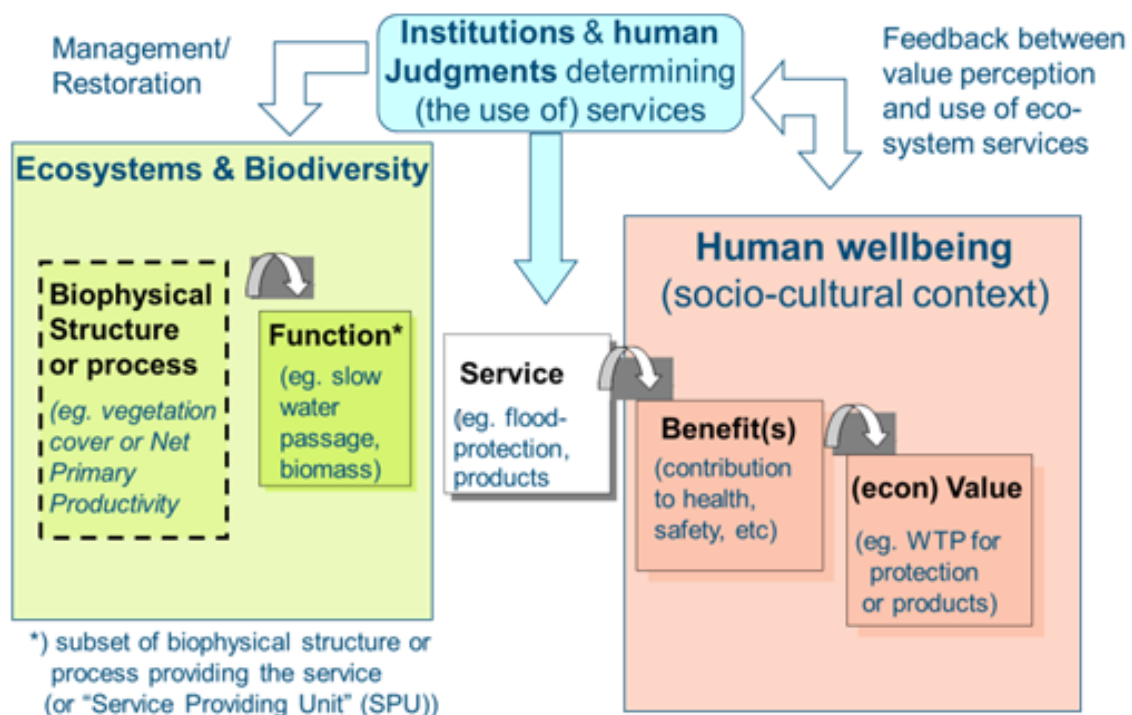 Management/
Restoration
Institutions & human
Judgments determining
(the use of) services
Feedback between
value perception
and use of eco-
system services
Ecosystems & Biodiversity
Biophysical
Structure
or process
(eg. vegetation
cover or Net
Primary
Productivity
Function*
(eg. slow
water
passage,
biomass)
Service
(eg. flood-
protection,
products
Human wellbeing
(socio-cultural context)
Benefit(s)
(contribution
to health,
safety, etc)
(econ) Value
(eg. WTP for
protection
or products)
*) subset of biophysical structure or
process providing the service
(or “Service Providing Unit” (SPU))